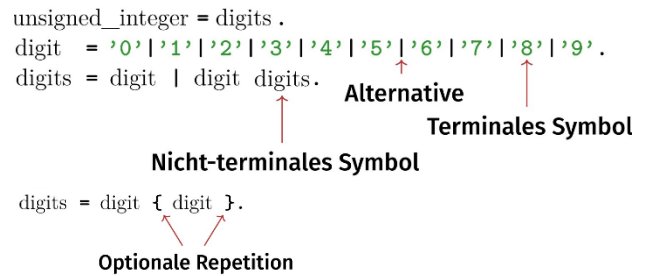 unsigned_integer = digits.
digit = '0'|'1'|'2'|'3'|'4'|'5'|'6'|'7'|'8'|'9'.
digits = digit | digit digits.
Alternative
Terminales Symbol
Nicht-terminales Symbol
digits = digit { digit }.
Optionale Repetition